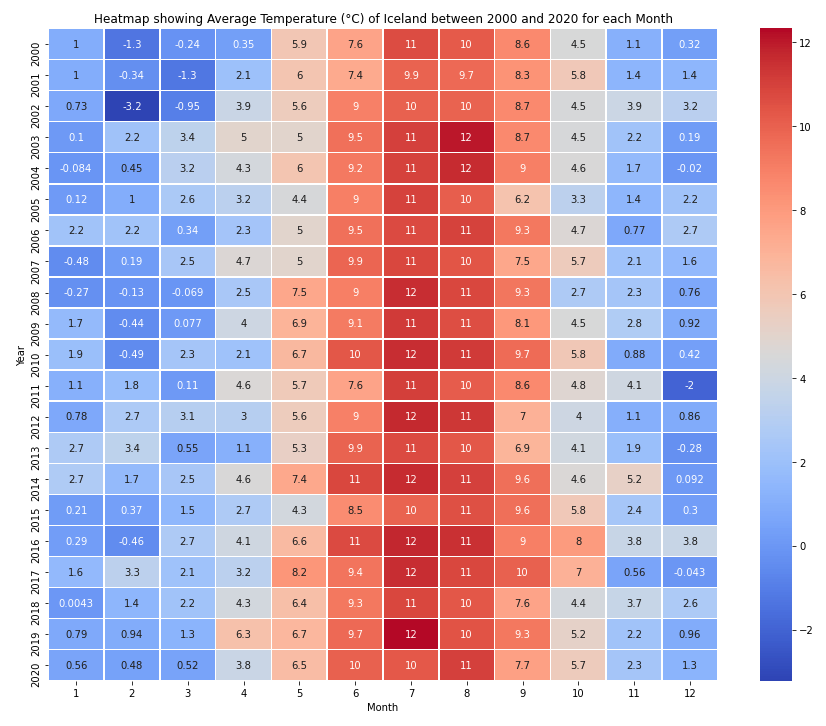 Heatmap showing Average Temperature (°C) of Iceland between 2000 and 2020 for each Month
2000 1 -1.3 -0.24 0.35 5.9 7.6 11 10 8.6 4.5 1.1 0.32
2001 1 -0.34 -1.3 2.1 6 7.4 9.9 9.7 8.3 5.8 1.4 1.4
2002 0.73 -3.2 -0.95 3.9 5.6 9 10 10 8.7 4.5 3.9 3.2
2003 0.1 2.2 3.4 5 5 9.5 11 12 8.7 4.5 2.2 0.19
2004 -0.084 0.45 3.2 4.3 6 9.2 11 12 9 4.6 1.7 -0.02
2005 0.12 1 2.6 3.2 4.4 9 11 10 6.2 3.3 1.4 2.2
2006 2.2 2.2 0.34 2.3 5 9.5 11 11 9.3 4.7 0.77 2.7
2007 -0.48 0.19 2.5 4.7 5 9.9 11 10 7.5 5.7 2.1 1.6
2008 -0.27 -0.13 -0.069 2.5 7.5 9 12 11 9.3 2.7 2.3 0.76
2009 1.7 -0.44 0.077 4 6.9 9.1 11 11 8.1 4.5 2.8 0.92
2010 1.9 -0.49 2.3 2.1 6.7 10 12 11 9.7 5.8 0.88 0.42
2011 1.1 1.8 0.11 4.6 5.7 7.6 11 10 8.6 4.8 4.1 -2
2012 0.78 2.7 3.1 3 5.6 9 12 11 7 4 1.1 0.86
2013 2.7 3.4 0.55 1.1 5.3 9.9 11 10 6.9 4.1 1.9 -0.28
2014 2.7 1.7 2.5 4.6 7.4 11 12 11 9.6 4.6 5.2 0.092
2015 0.21 0.37 1.5 2.7 4.3 8.5 10 11 9.6 5.8 2.4 0.3
2016 0.29 -0.46 2.7 4.1 6.6 11 12 11 9 8 3.8 3.8
2017 1.6 3.3 2.1 3.2 8.2 9.4 12 11 10 7 0.56 -0.043
2018 0.0043 1.4 2.2 4.3 6.4 9.3 11 10 7.6 4.4 3.7 2.6
2019 0.79 0.94 1.3 6.3 6.7 9.7 12 10 9.3 5.2 2.2 0.96
2020 0.56 0.48 0.52 3.8 6.5 10 10 11 7.7 5.7 2.3 1.3
1 2 3 4 5 6 7 8 9 10 11 12
Month
Year
12
10
8
6
4
2
0
−2